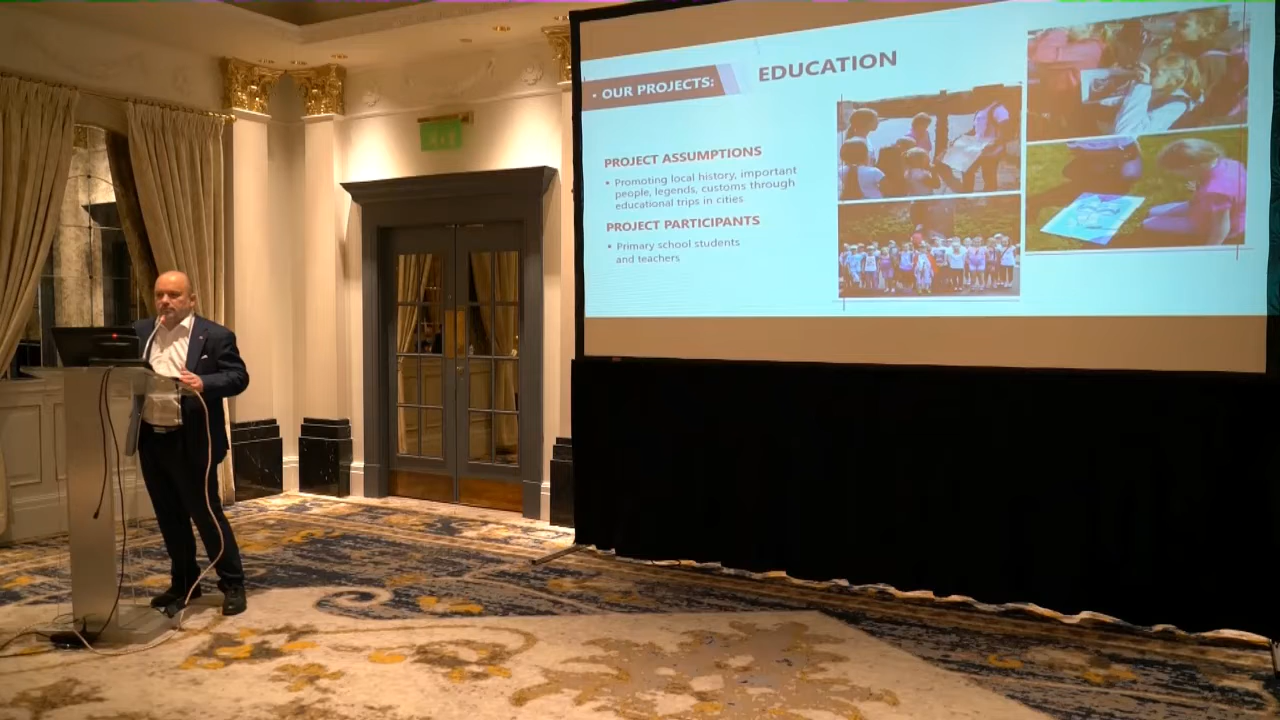 • OUR PROJECTS:
EDUCATION
PROJECT ASSUMPTIONS
• Promoting local history, important
people, legends, customs through
educational trips in cities
PROJECT PARTICIPANTS
• Primary school students
and teachers